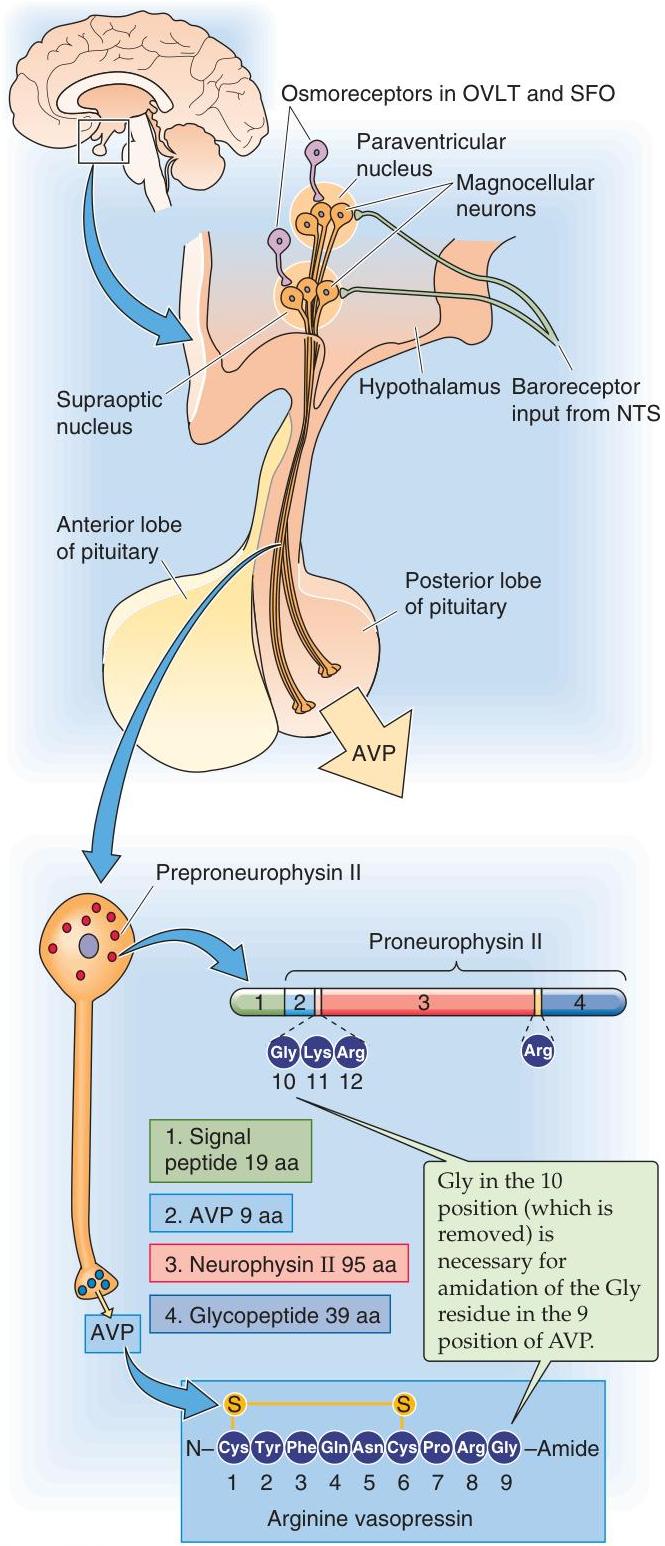 Osmoreceptors in OVLT and SFO
Paraventricular
nucleus
Magnocellular
neurons
Supraoptic
nucleus
Hypothalamus
Baroreceptor
input from NTS
Anterior lobe
of pituitary
Posterior lobe
of pituitary
AVP
Preproneurophysin II
Proneurophysin II
1 2 3 4
Gly Lys Arg
10 11 12
Arg
1. Signal
peptide 19 aa
2. AVP 9 aa
3. Neurophysin II 95 aa
4. Glycopeptide 39 aa
Gly in the 10
position (which is
removed) is
necessary for
amidation of the Gly
residue in the 9
position of AVP.
AVP
S S
N– Cys Tyr Phe Gln Asn Cys Pro Arg Gly –Amide
1 2 3 4 5 6 7 8 9
Arginine vasopressin